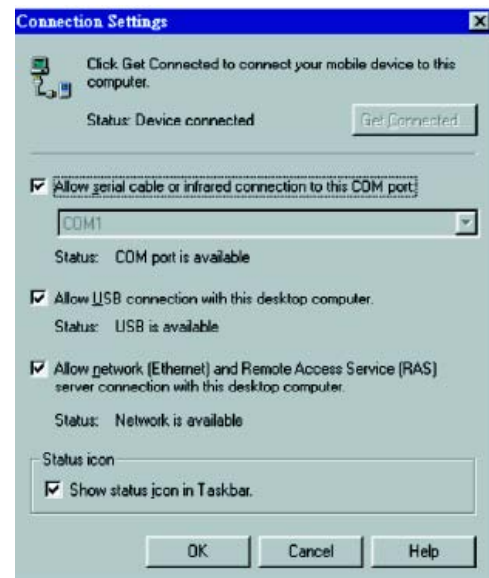 Connection Settings
Click Get Connected to connect your mobile device to this
computer.
Status: Device connected
Get Connected...
Allow serial cable or infrared connection to this COM port:
COM1
Status: COM port is available
Allow USB connection with this desktop computer.
Status: USB is available
Allow network (Ethernet) and Remote Access Service (RAS)
server connection with this desktop computer.
Status: Network is available
Status icon
Show status icon in Taskbar.
OK
Cancel
Help